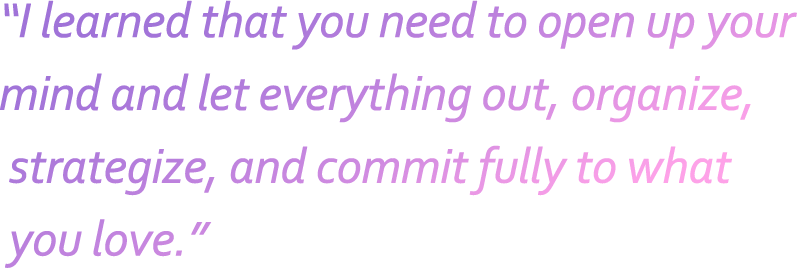 “I learned that you need to open up your
mind and let everything out, organize,
strategize, and commit fully to what
you love.”